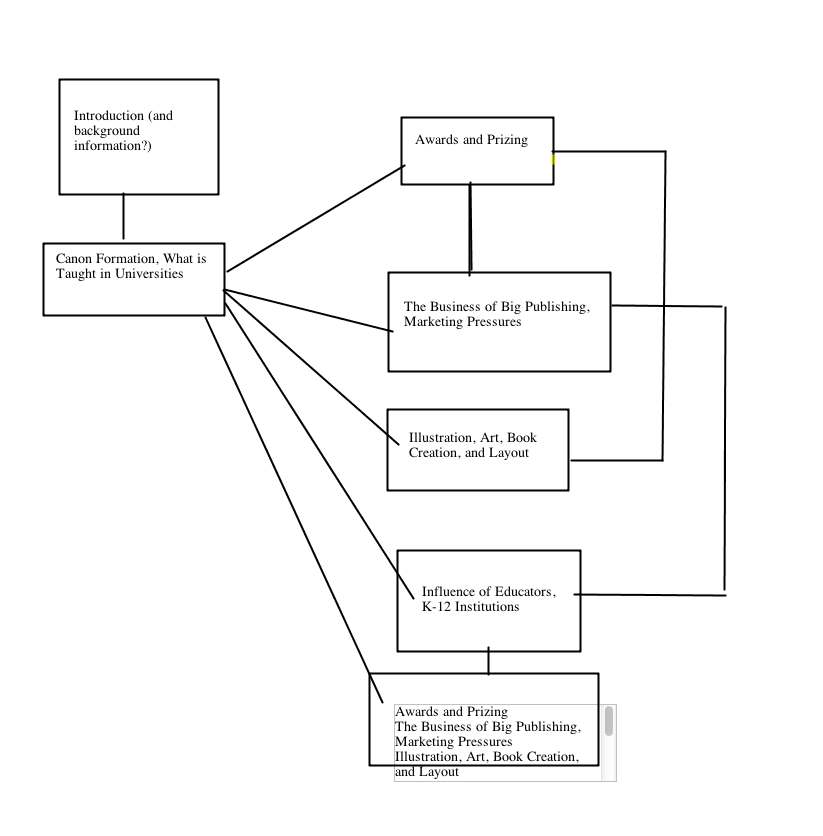 Introduction (and
background
information?)
Canon Formation, What is
Taught in Universities
Awards and Prizing
The Business of Big Publishing,
Marketing Pressures
Illustration, Art, Book
Creation, and Layout
Influence of Educators,
K-12 Institutions
Awards and Prizing
The Business of Big Publishing,
Marketing Pressures
Illustration, Art, Book Creation,
and Layout